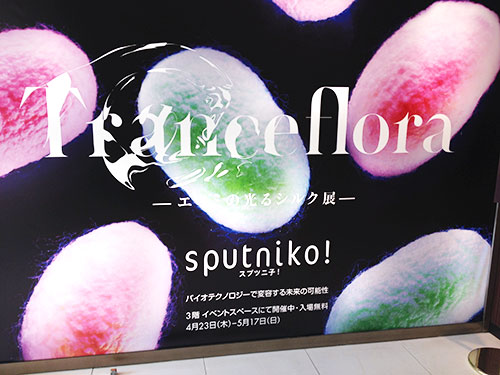 Tranceflora
―エイミの光るシルク展―
sputniko!
スプツニ子！
バイオテクノロジーで変容する未来の可能性
3階 イベントスペースにて開催中・入場無料
4月23日(木)―5月17日(日)